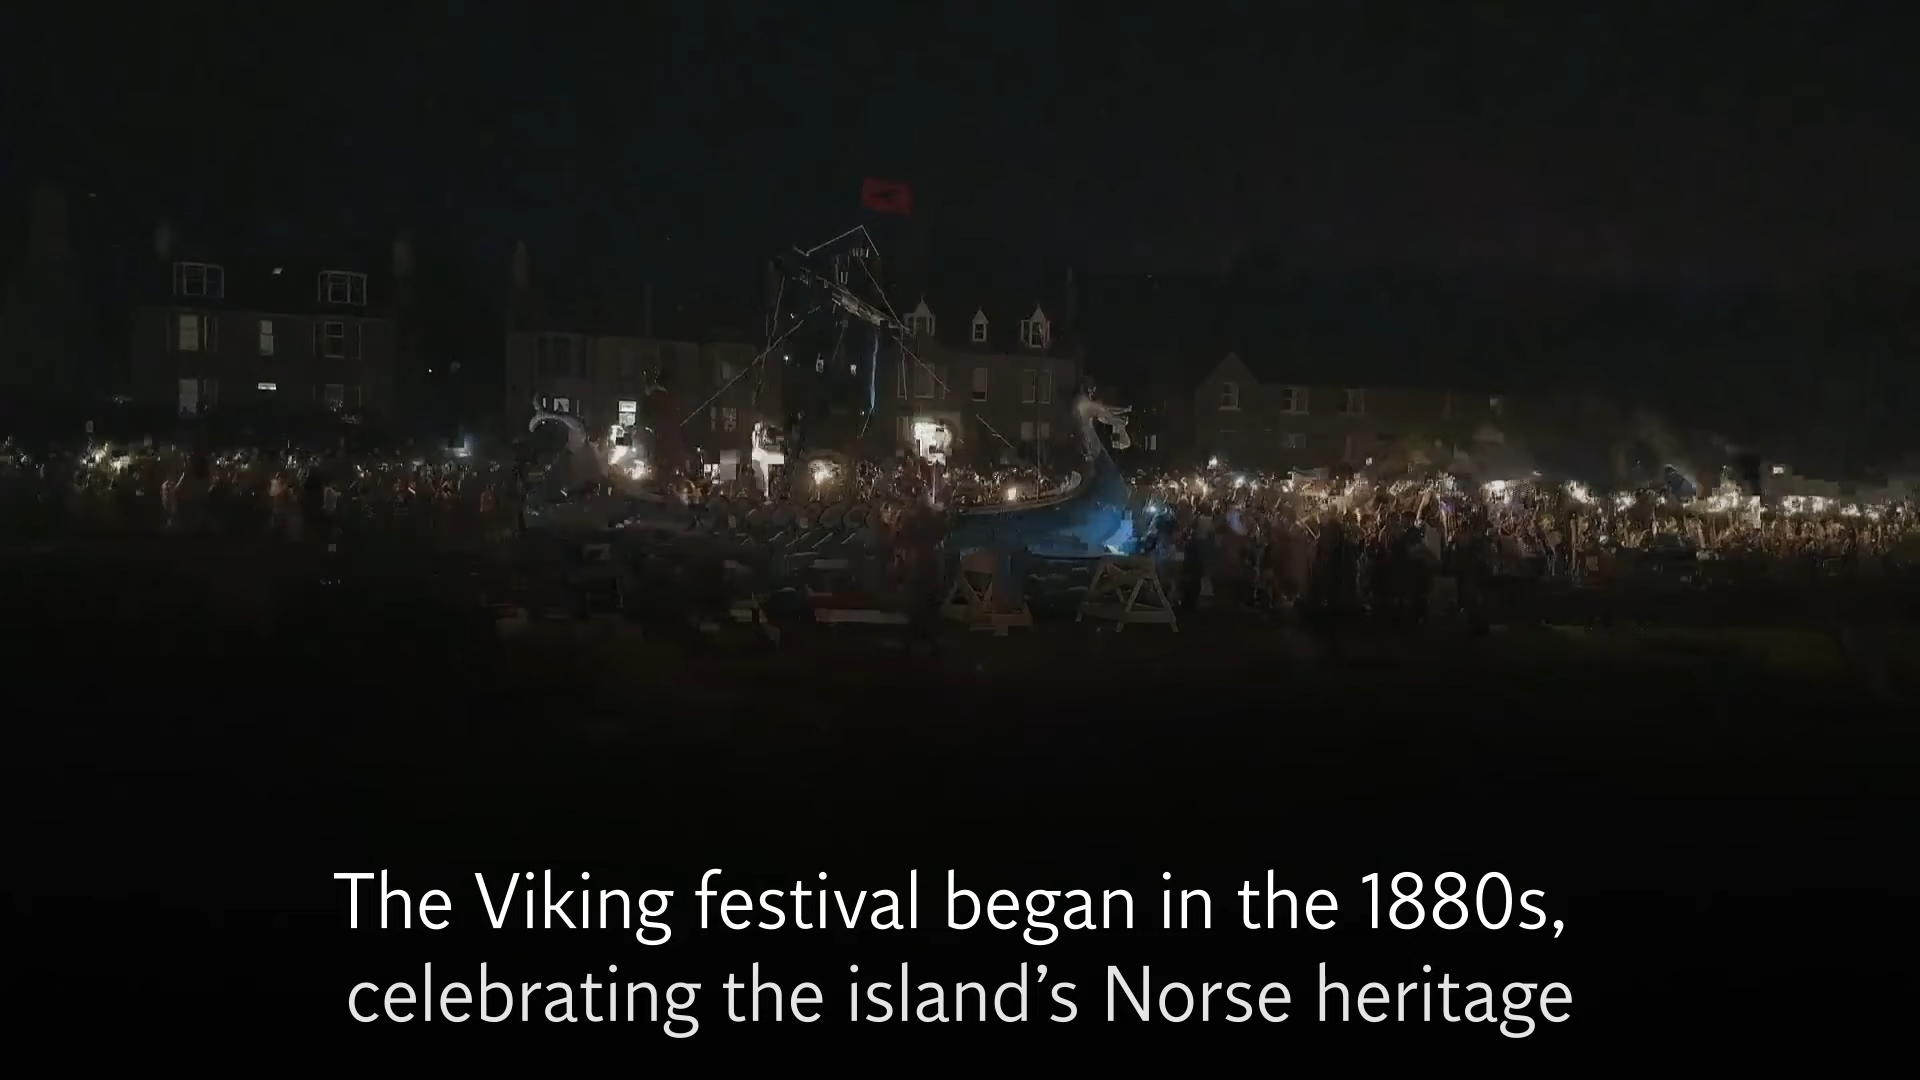 The Viking festival began in the 1880s,
celebrating the island’s Norse heritage